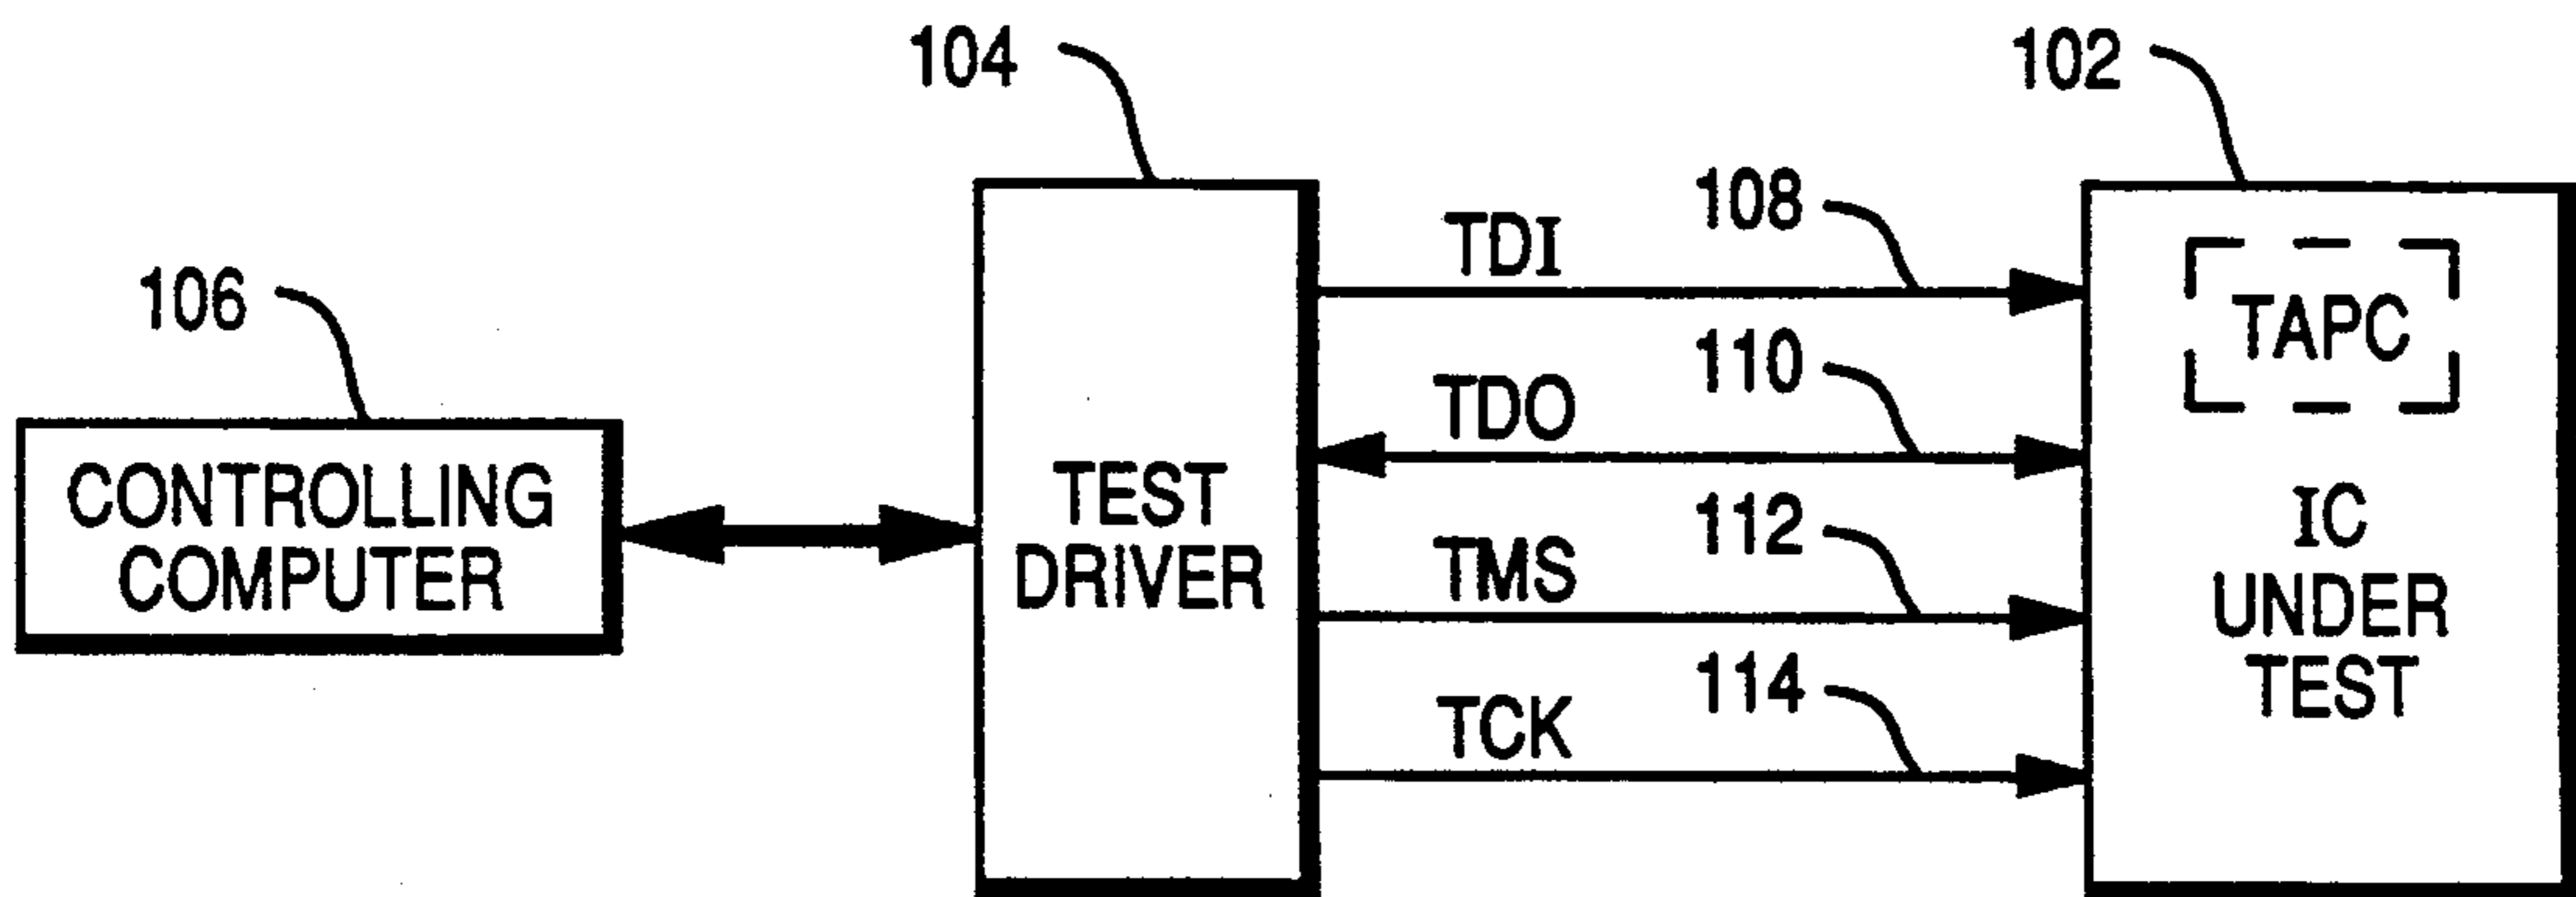 104
102
108
TDI
106
TAPC
110
TDO
CONTROLLING
COMPUTER
TEST
DRIVER
112
TMS
IC
UNDER
TEST
114
TCK